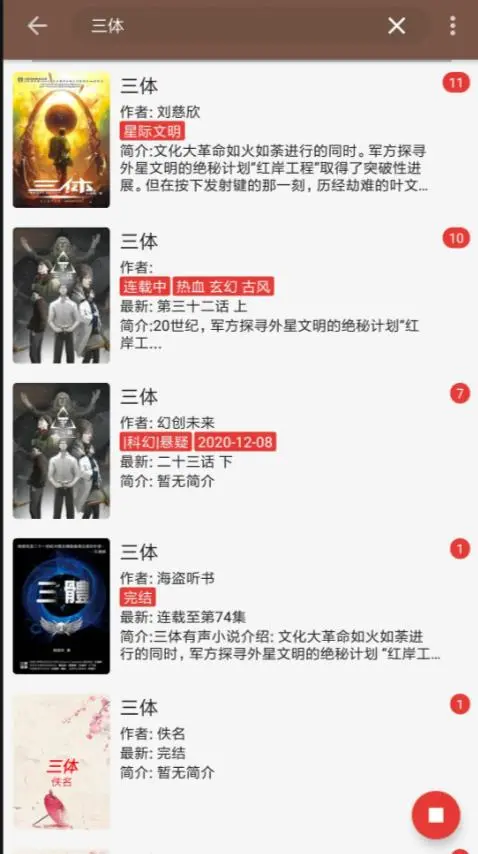 三体
三体
11
作者: 刘慈欣
星际文明
简介:文化大革命如火如荼进行的同时。军方探寻
外星文明的绝秘计划“红岸工程”取得了突破性进
展。但在按下发射键的那一刻，历经劫难的叶文...
三体
三体
10
作者:
连载中 热血 玄幻 古风
最新: 第三十二话 上
简介:20世纪，军方探寻外星文明的绝秘计划“红
岸工...
三体
7
作者: 幻创未来
|科幻|悬疑 2020-12-08
最新: 二十三话 下
简介: 暂无简介
三体
1
作者: 海盗听书
完结
最新: 连载至第74集
简介:三体有声小说介绍: 文化大革命如火如荼进
行的同时，军方探寻外星文明的绝秘计划 “红岸工...
三體
三体
1
作者: 佚名
最新: 完结
简介: 暂无简介
三体
佚名